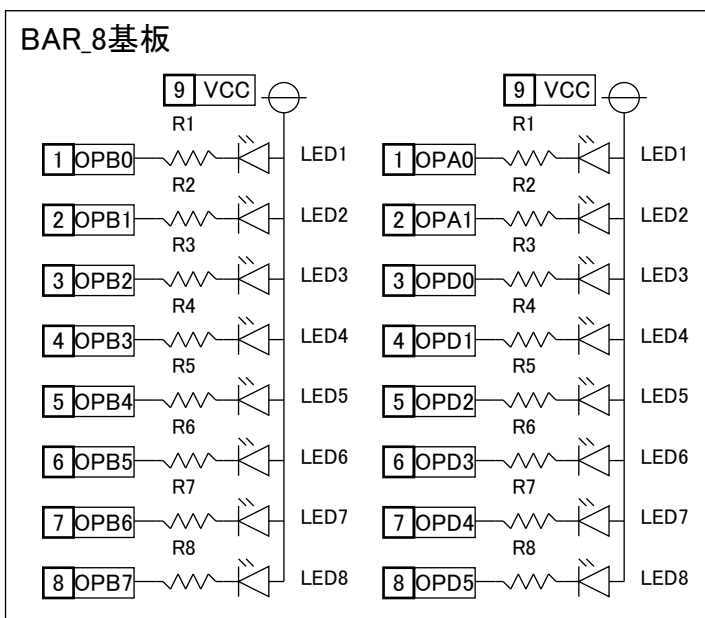 BAR_8基板
9 VCC
R1
1 OPB0
LED1
R2
2 OPB1
LED2
R3
3 OPB2
LED3
R4
4 OPB3
LED4
R5
5 OPB4
LED5
R6
6 OPB5
LED6
R7
7 OPB6
LED7
R8
8 OPB7
LED8
9 VCC
R1
1 OPA0
LED1
R2
2 OPA1
LED2
R3
3 OPD0
LED3
R4
4 OPD1
LED4
R5
5 OPD2
LED5
R6
6 OPD3
LED6
R7
7 OPD4
LED7
R8
8 OPD5
LED8